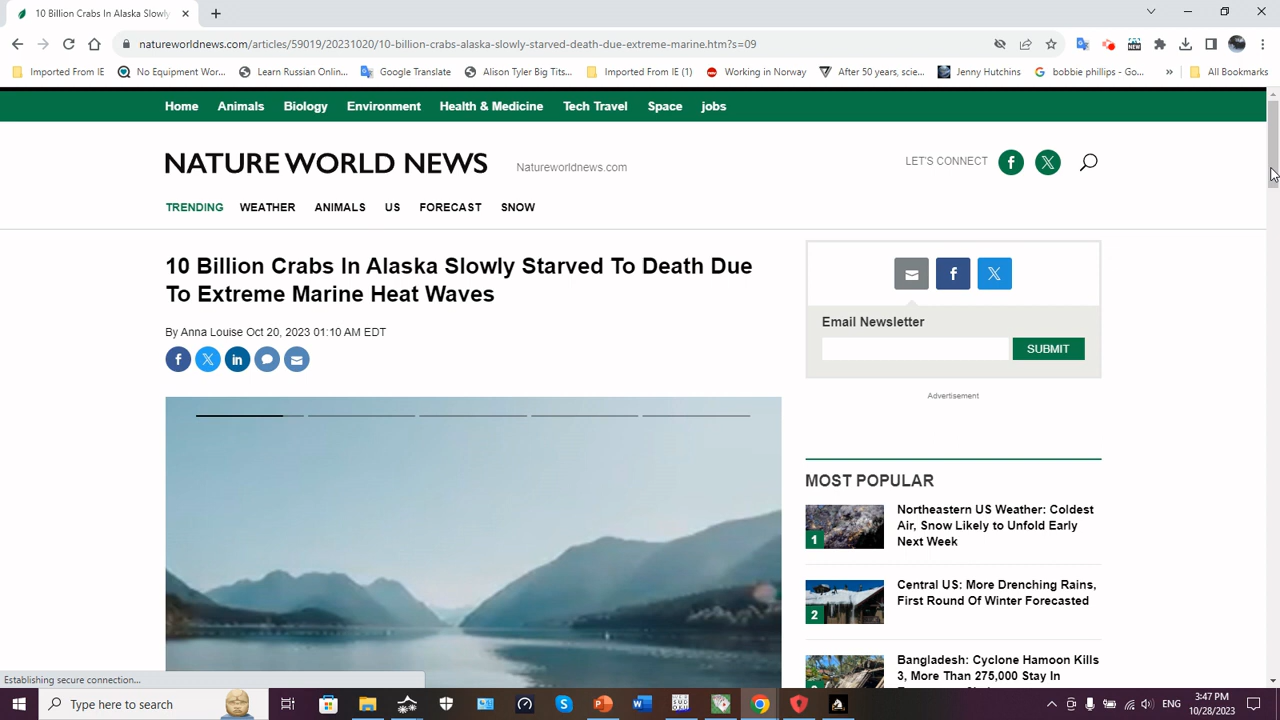 10 Billion Crabs In Alaska Slowly
natureworldnews.com/articles/59019/20231020/10-billion-crabs-alaska-slowly-starved-death-due-extreme-marine.htm?s=09
Imported From IE
No Equipment Wor...
Learn Russian Online...
Google Translate
Alison Tyler Big Tits...
Imported From IE (1)
Working in Norway
After 50 years, scie...
Jenny Hutchins
bobbie phillips - Go...
»
All Bookmarks
Home Animals Biology Environment Health & Medicine Tech Travel Space jobs
NATURE WORLD NEWS
Natureworldnews.com
LET'S CONNECT
TRENDING WEATHER ANIMALS US FORECAST SNOW
10 Billion Crabs In Alaska Slowly Starved To Death Due
To Extreme Marine Heat Waves
By Anna Louise Oct 20, 2023 01:10 AM EDT
Email Newsletter
SUBMIT
Advertisement
MOST POPULAR
1
Northeastern US Weather: Coldest
Air, Snow Likely to Unfold Early
Next Week
2
Central US: More Drenching Rains,
First Round Of Winter Forecasted
Bangladesh: Cyclone Hamoon Kills
3, More Than 275,000 Stay In
Establishing secure connection...
Type here to search
3:47 PM
10/28/2023